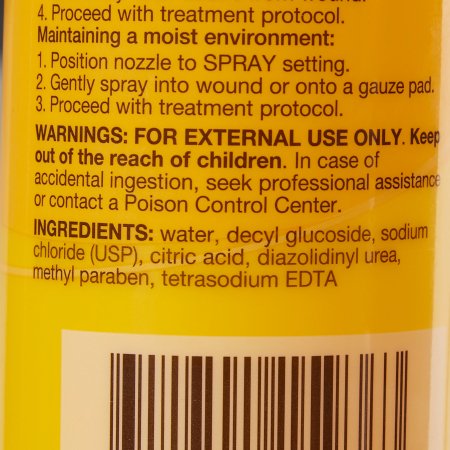 wound.
4. Proceed with treatment protocol.
Maintaining a moist environment:
1. Position nozzle to SPRAY setting.
2. Gently spray into wound or onto a gauze pad.
3. Proceed with treatment protocol.
WARNINGS: FOR EXTERNAL USE ONLY. Keep
out of the reach of children. In case of
accidental ingestion, seek professional assistance
or contact a Poison Control Center.
INGREDIENTS: water, decyl glucoside, sodium
chloride (USP), citric acid, diazolidinyl urea,
methyl paraben, tetrasodium EDTA